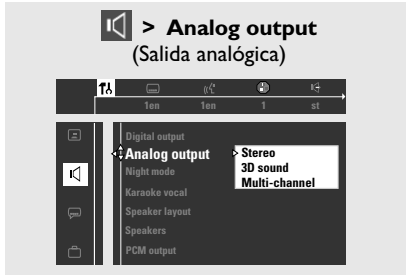 > Analog output
(Salida analógica)
1en 1en 1 st
Digital output
Analog output
Stereo
3D sound
Multi-channel
Night mode
Karaoke vocal
Speaker layout
Speakers
PCM output